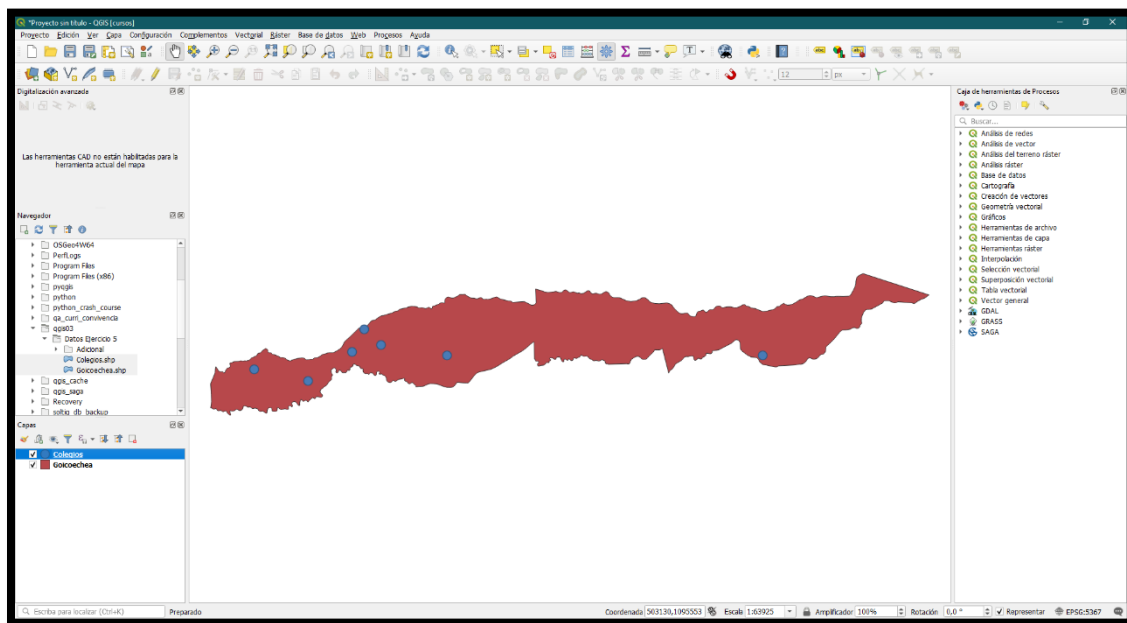 *Proyecto sin título - QGIS [cursos]
Proyecto Edición Ver Capa Configuración Complementos Vectorial Ráster Base de datos Web Procesos Ayuda
12 px
Digitalización avanzada
Las herramientas CAD no están habilitadas para la
herramienta actual del mapa
Navegador
OSGeo4W64
PerfLogs
Program Files
Program Files (x86)
pyqgis
python
python_crash_course
qa_curri_convivencia
qgis03
Datos Ejercicio 5
Adicional
Colegios.shp
Goicoechea.shp
qgis_cache
qgis_saga
Recovery
soltig_db_backup
Capas
Colegios
Goicoechea
Caja de herramientas de Procesos
Buscar...
Análisis de redes
Análisis de vector
Análisis del terreno ráster
Análisis ráster
Base de datos
Cartografía
Creación de vectores
Geometría vectorial
Gráficos
Herramientas de archivo
Herramientas de capa
Herramientas ráster
Interpolación
Selección vectorial
Superposición vectorial
Tabla vectorial
Vector general
GDAL
GRASS
SAGA
Escriba para localizar (Ctrl+K) Preparado Coordenada 503130,1095553 Escala 1:63925 Amplificador 100% Rotación 0,0 ° Representar EPSG:5367